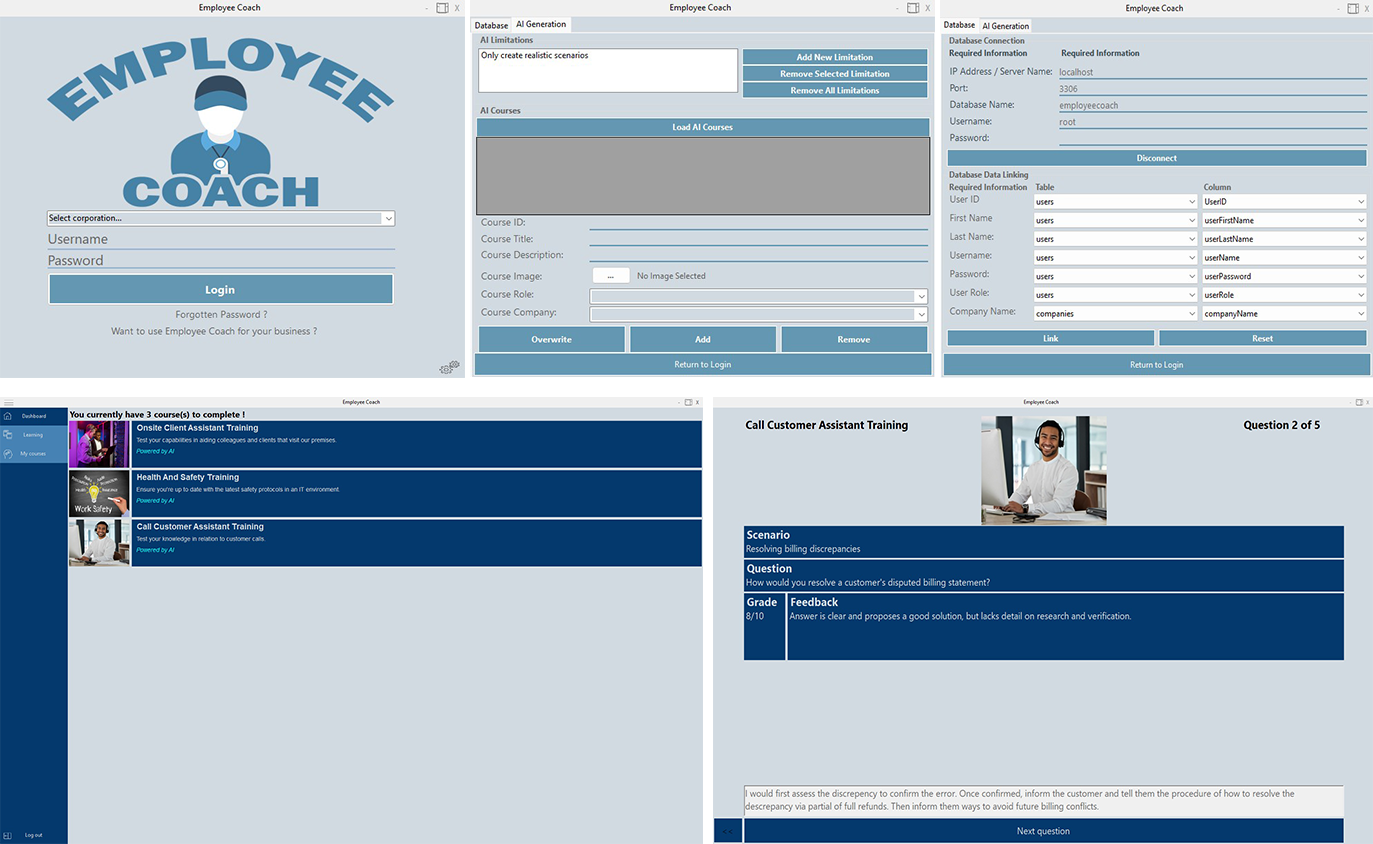 Employee Coach
EMPLOYEE
COACH
Select corporation...
Username
Password
Login
Forgotten Password ?
Want to use Employee Coach for your business ?
Employee Coach
Database AI Generation
AI Limitations
Only create realistic scenarios
Add New Limitation
Remove Selected Limitation
Remove All Limitations
AI Courses
Load AI Courses
Course ID:
Course Title:
Course Description:
Course Image: ... No Image Selected
Course Role:
Course Company:
Overwrite Add Remove
Return to Login
Employee Coach
Database AI Generation
Database Connection
Required Information Required Information
IP Address / Server Name: localhost
Port: 3306
Database Name: employeecoach
Username: root
Password:
Disconnect
Database Data Linking
Required Information Table Column
User ID users UserID
First Name users userFirstName
Last Name: users userLastName
Username: users userName
Password: users userPassword
User Role: users userRole
Company Name: companies companyName
Link Reset
Return to Login
Employee Coach
Dashboard
Learning
My courses
Log out
You currently have 3 course(s) to complete !
Onsite Client Assistant Training
Test your capabilities in aiding colleagues and clients that visit our premises.
Powered by AI
Health And Safety Training
Ensure you're up to date with the latest safety protocols in an IT environment.
Powered by AI
Work Safety
Call Customer Assistant Training
Test your knowledge in relation to customer calls.
Powered by AI
Employee Coach
Call Customer Assistant Training
Question 2 of 5
Scenario
Resolving billing discrepancies
Question
How would you resolve a customer's disputed billing statement?
Grade
8/10
Feedback
Answer is clear and proposes a good solution, but lacks detail on research and verification.
I would first assess the discrepency to confirm the error. Once confirmed, inform the customer and tell them the procedure of how to resolve the
descrepancy via partial of full refunds. Then inform them ways to avoid future billing conflicts.
<< Next question